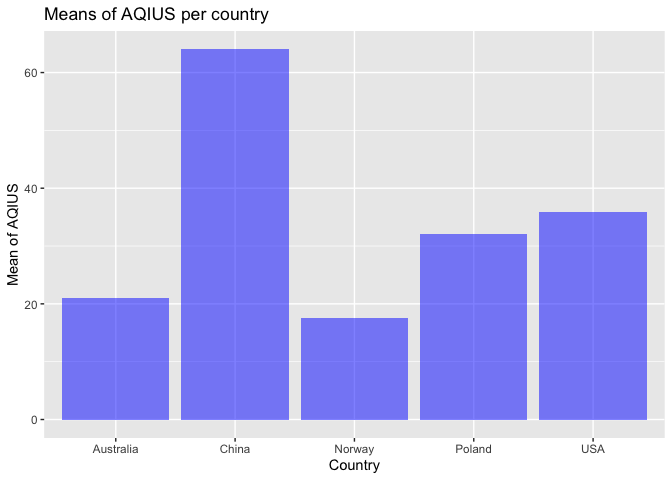 Means of AQIUS per country
Mean of AQIUS
60
40
20
0
Australia China Norway Poland USA
Country